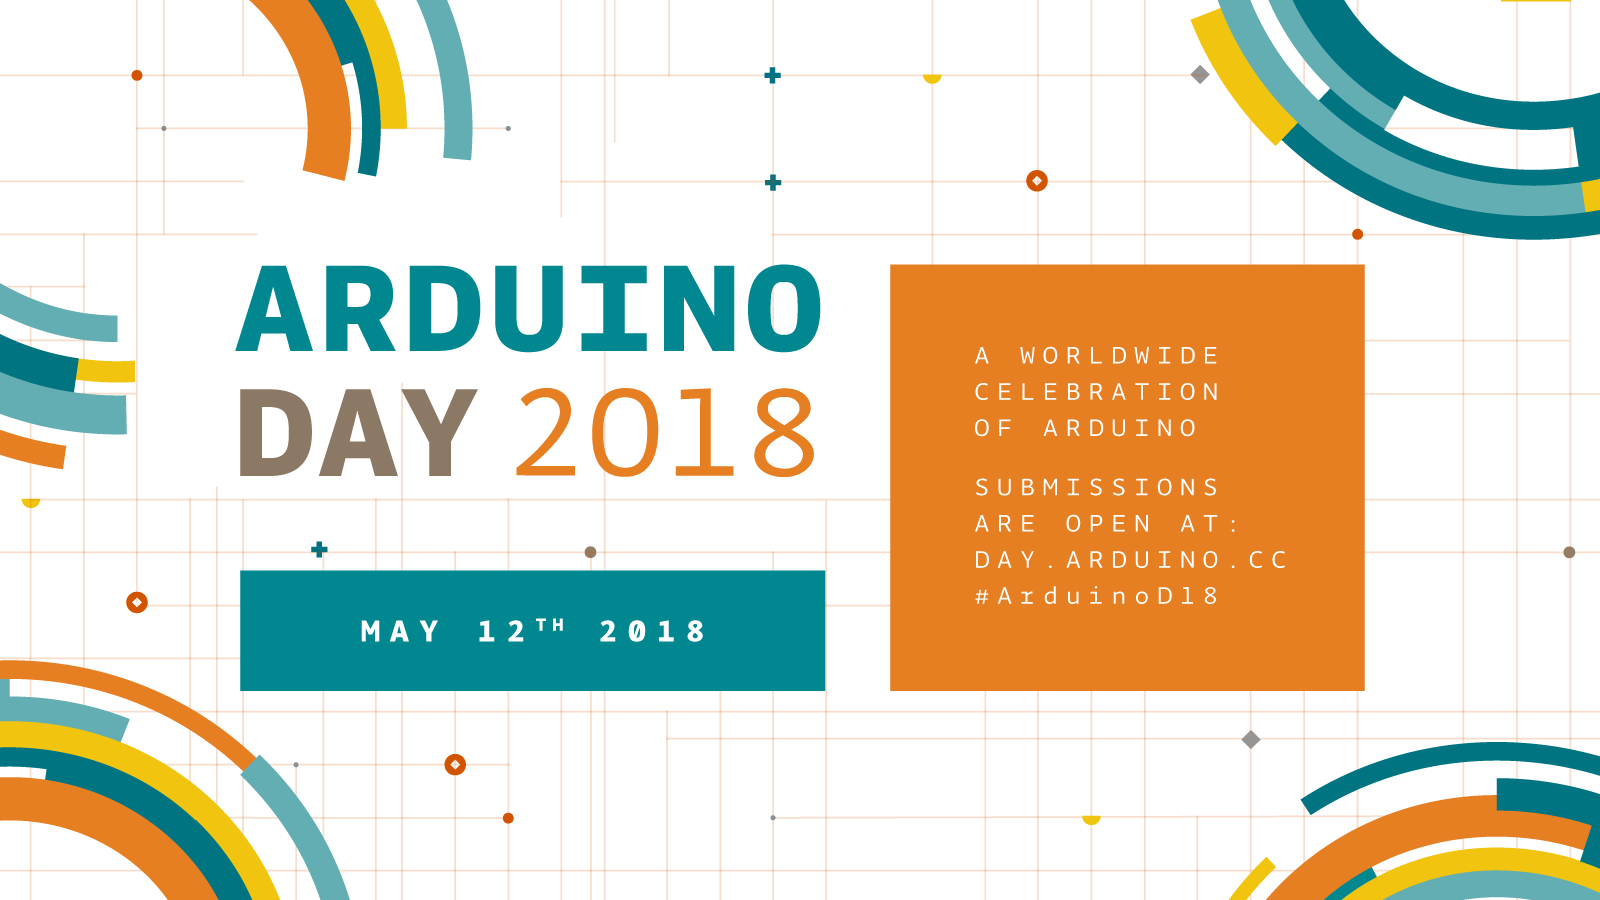 ARDUINO
DAY 2018
MAY 12TH 2018
A WORLDWIDE
CELEBRATION
OF ARDUINO
SUBMISSIONS
ARE OPEN AT:
DAY.ARDUINO.CC
#ArduinoD18